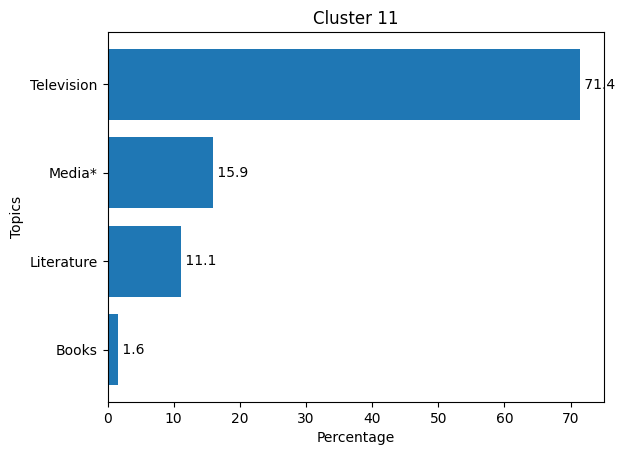 Cluster 11
Topics
Television
71.4
Media*
15.9
Literature
11.1
Books
1.6
0 10 20 30 40 50 60 70
Percentage